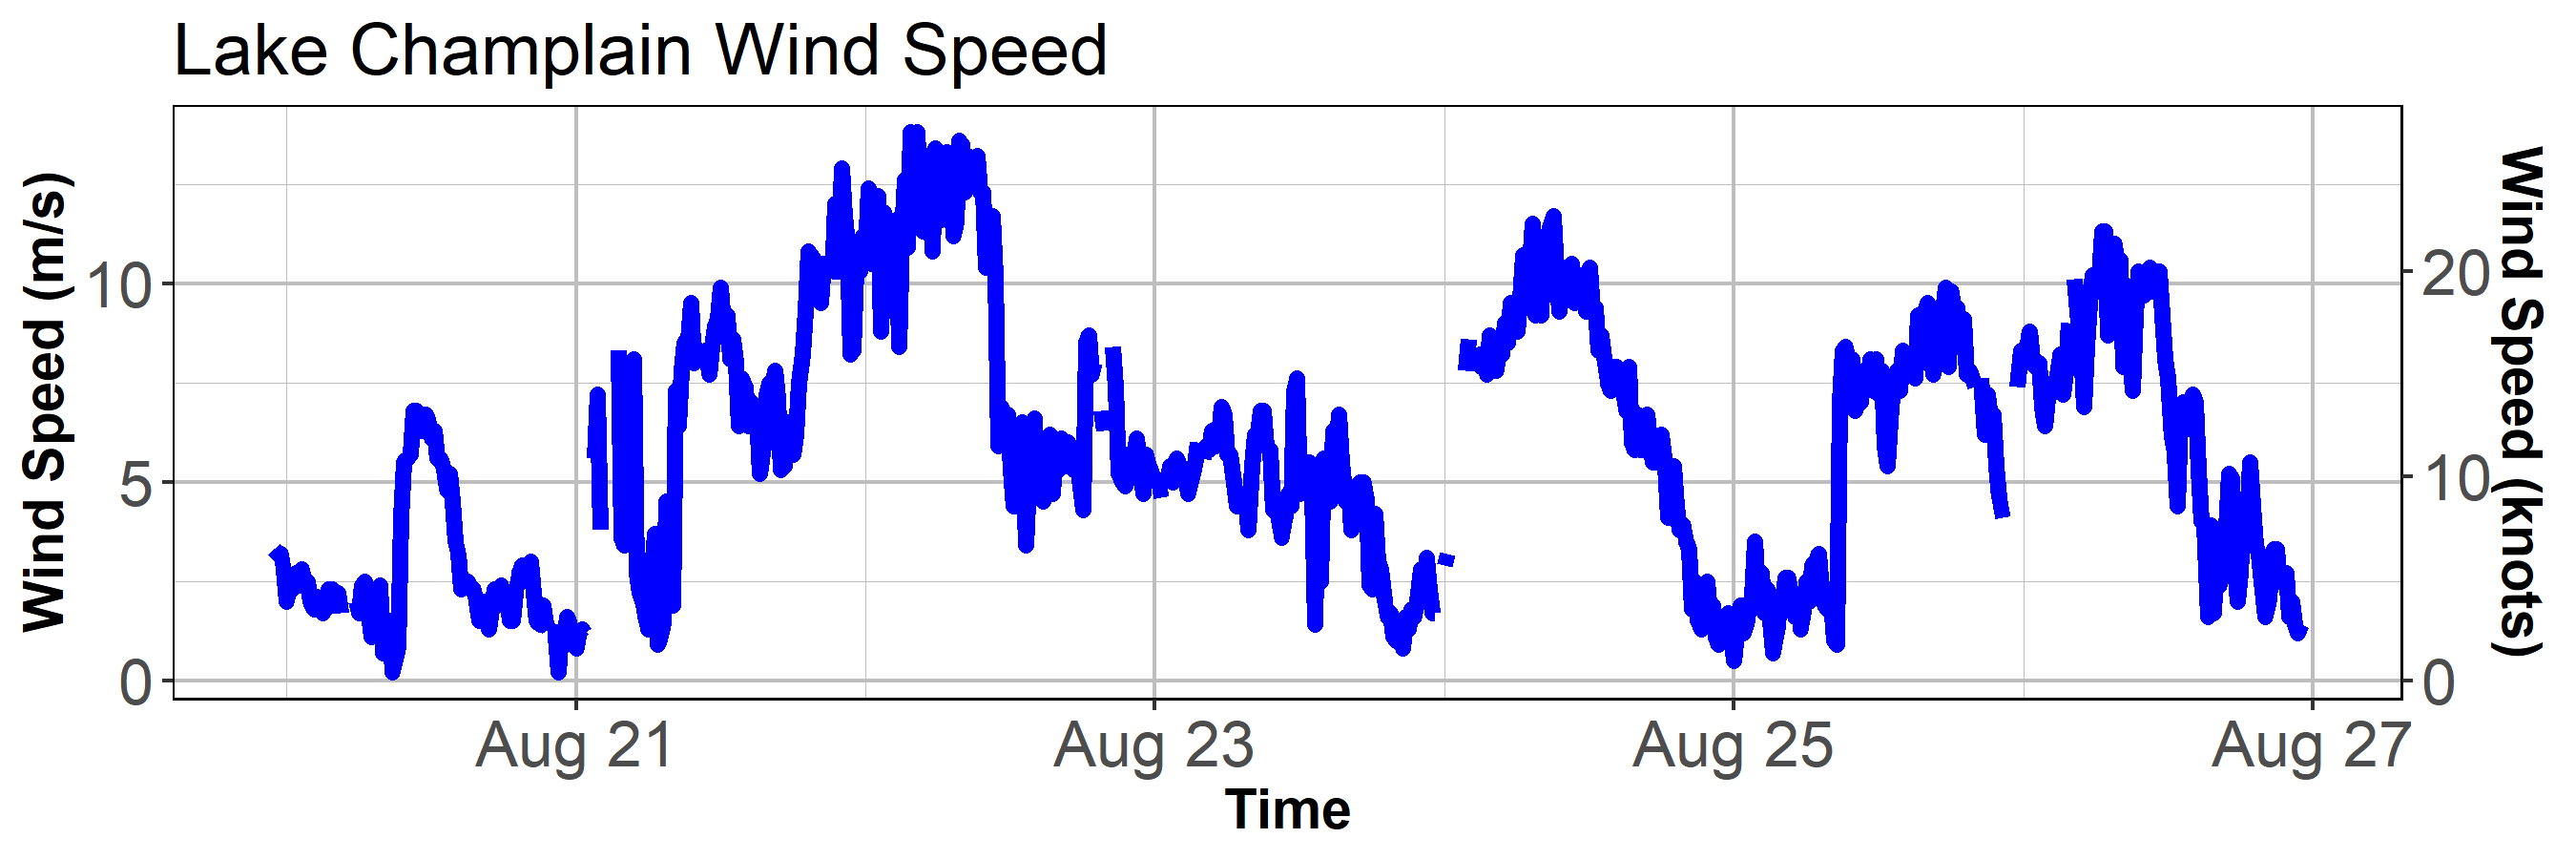 Lake Champlain Wind Speed
Wind Speed (m/s)
10
5
0
20
10
0
Wind Speed (knots)
Aug 21
Aug 23
Aug 25
Aug 27
Time